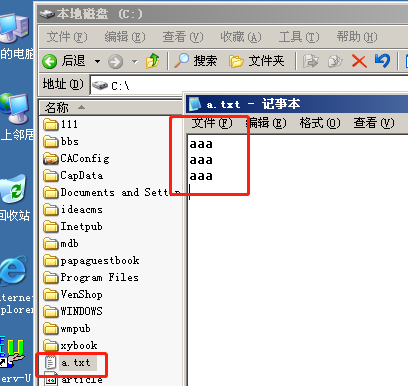 本地磁盘 (C:)
文件(F) 编辑(E) 查看(V) 收藏(A) 工具(T) 帮助(H)
后退 搜索 文件夹
地址(D) C:\
名称
111
bbs
CAConfig
CapData
Documents and Settin
ideacms
Inetpub
mdb
papaguestbook
Program Files
VenShop
WINDOWS
wmpub
xybook
a.txt
article
a.txt - 记事本
文件(F) 编辑(E) 格式(O) 查看(V)
aaa
aaa
aaa
的电脑
上邻居
回收站
nternet
xplorer
erv-U